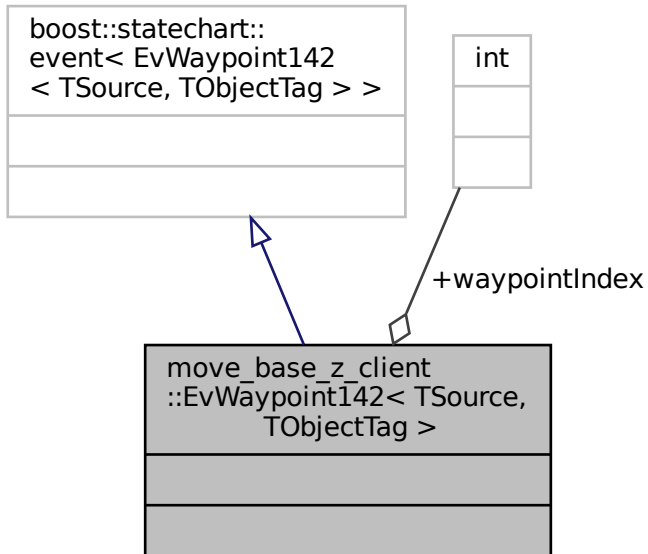 boost::statechart::
event< EvWaypoint142
< TSource, TObjectTag > >
int
+waypointIndex
move_base_z_client
::EvWaypoint142< TSource,
TObjectTag >